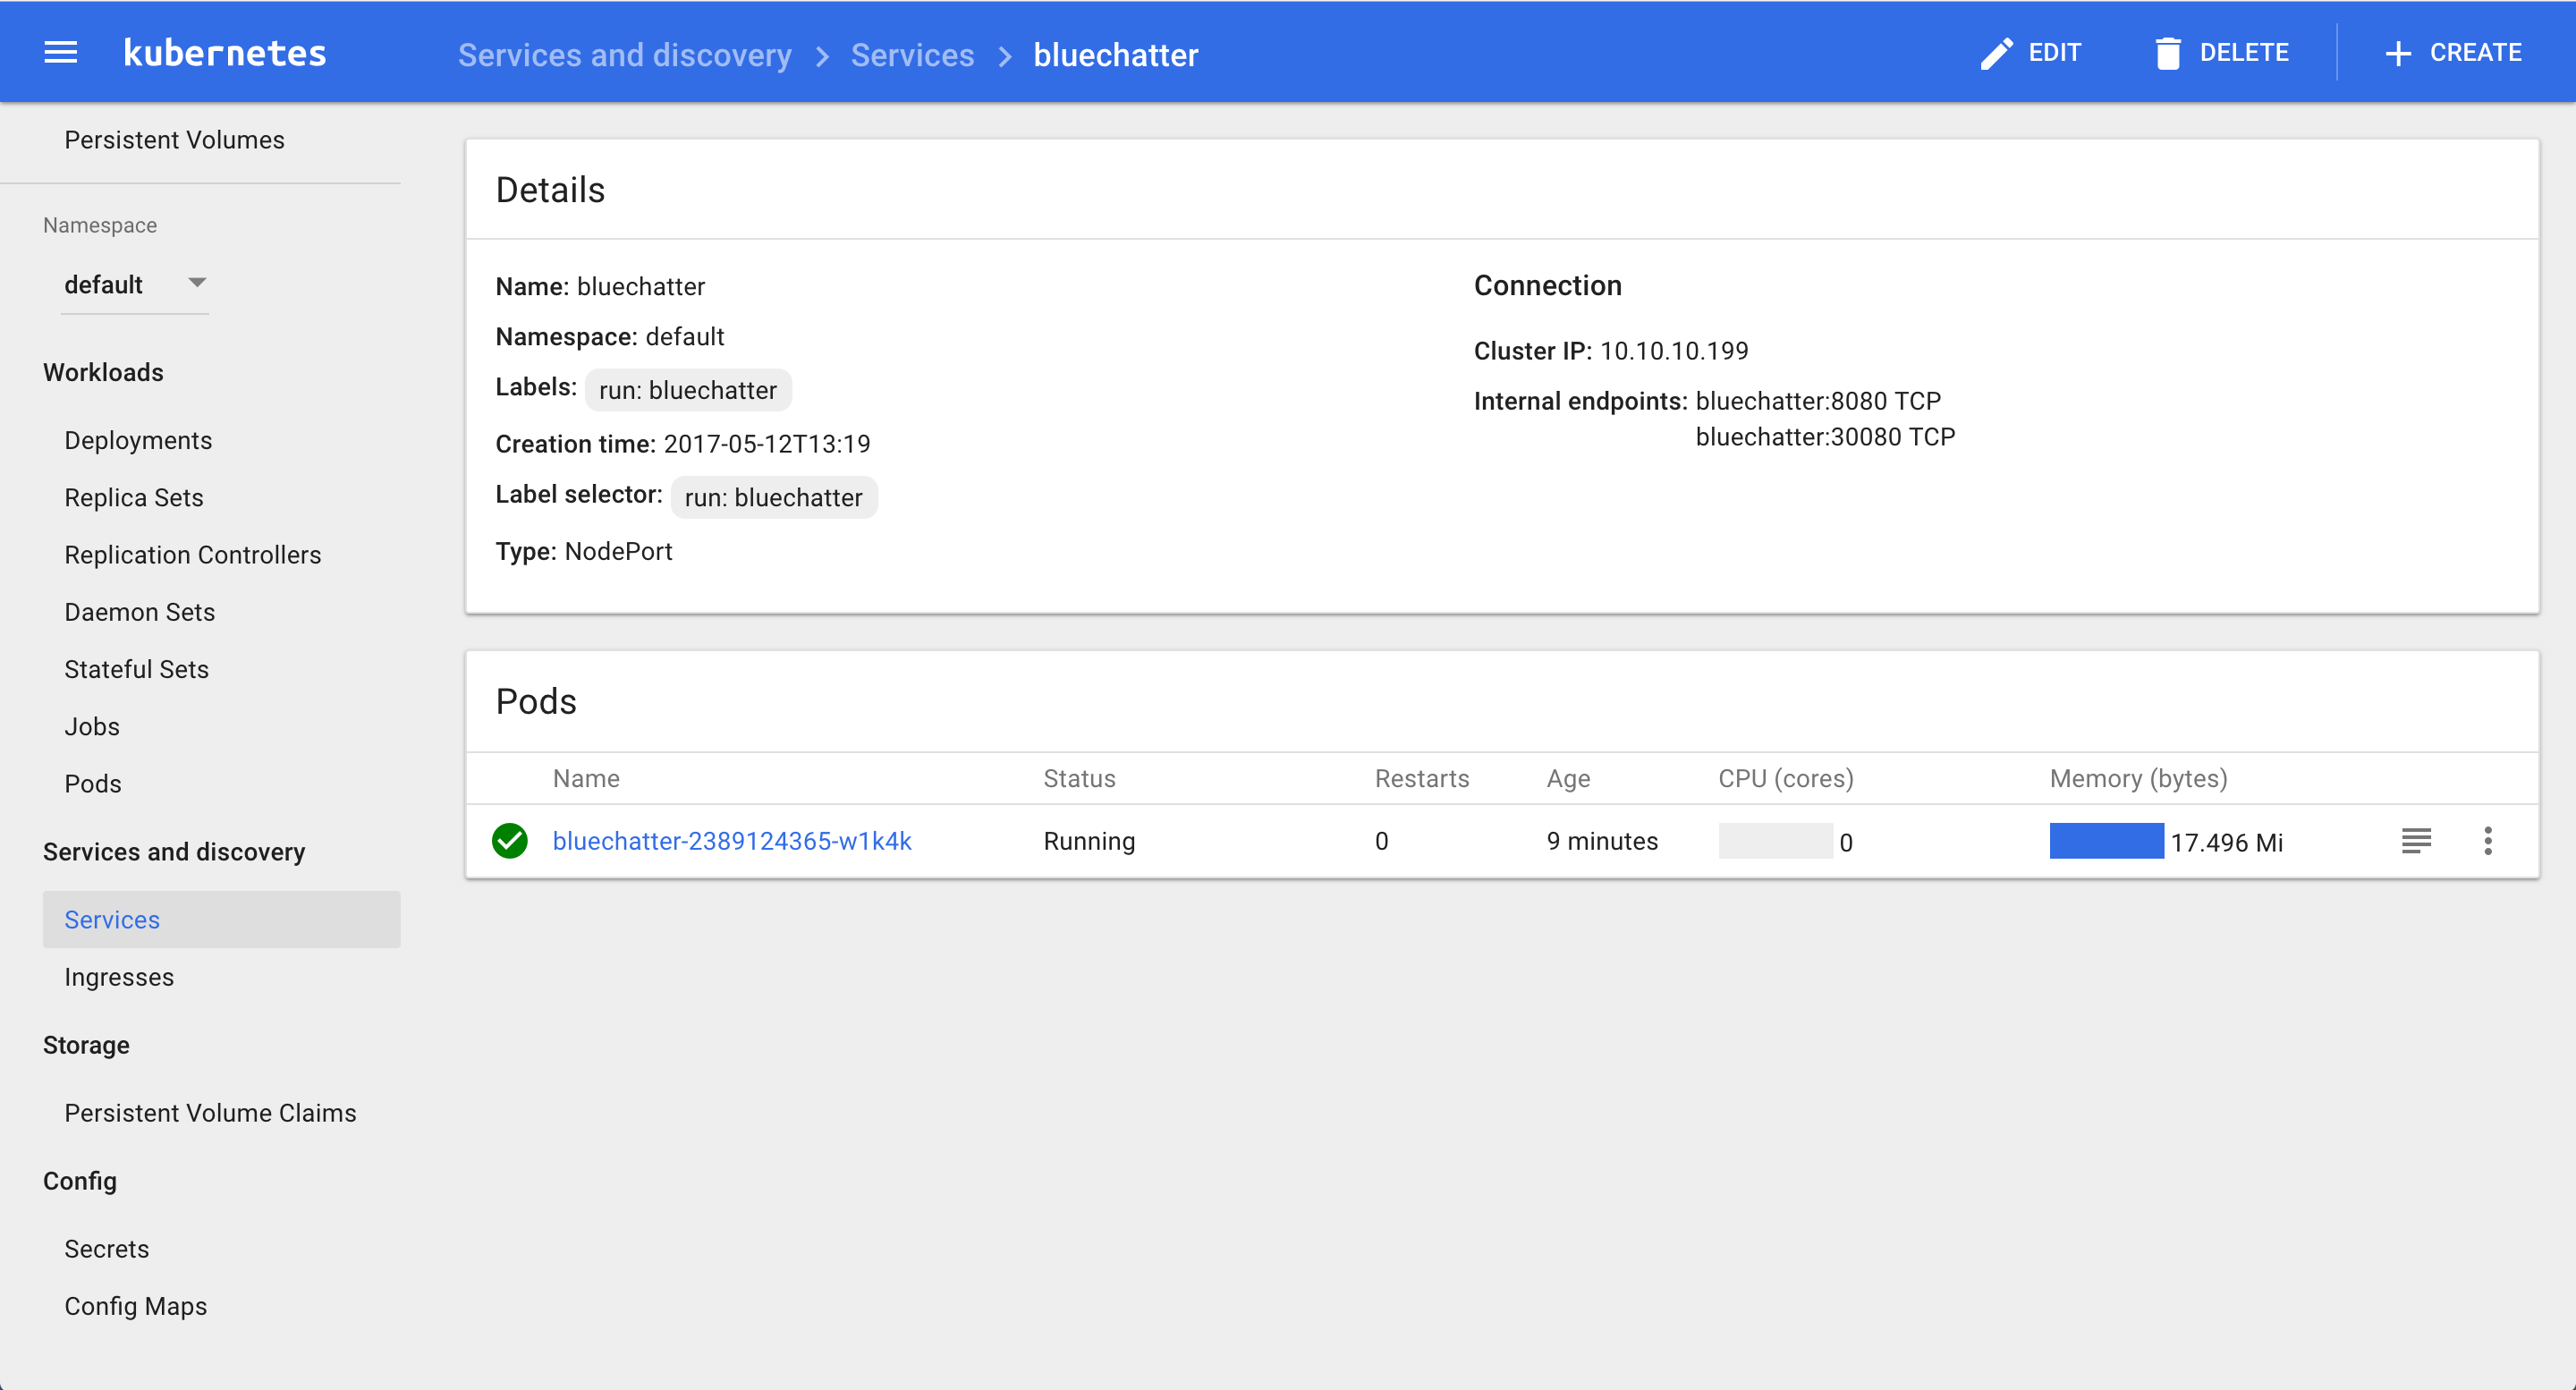 kubernetes
Services and discovery > Services > bluechatter
EDIT
DELETE
CREATE
Persistent Volumes
Namespace
default
Workloads
Deployments
Replica Sets
Replication Controllers
Daemon Sets
Stateful Sets
Jobs
Pods
Services and discovery
Services
Ingresses
Storage
Persistent Volume Claims
Config
Secrets
Config Maps
Details
Name: bluechatter
Namespace: default
Labels: run: bluechatter
Creation time: 2017-05-12T13:19
Label selector: run: bluechatter
Type: NodePort
Connection
Cluster IP: 10.10.10.199
Internal endpoints: bluechatter:8080 TCP
bluechatter:30080 TCP
Pods
Name Status Restarts Age CPU (cores) Memory (bytes)
bluechatter-2389124365-w1k4k Running 0 9 minutes 0 17.496 Mi